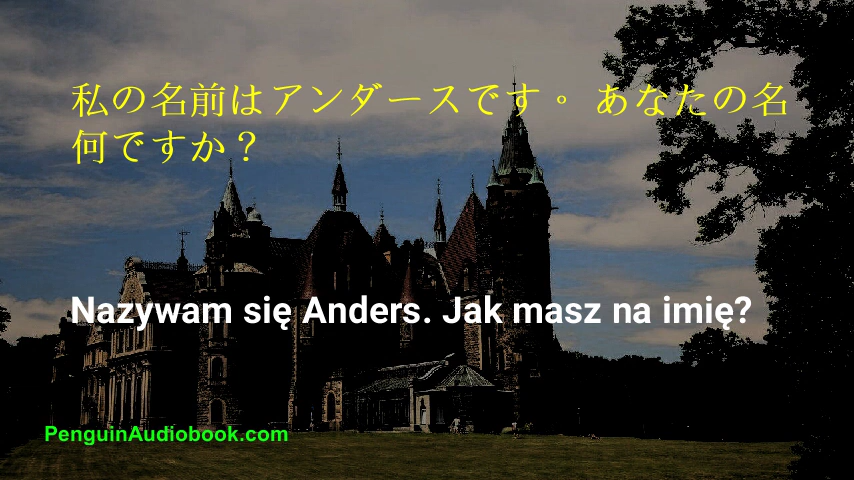 私の名前はアンダースです。 あなたの名
何ですか？
Nazywam się Anders. Jak masz na imię?
PenguinAudiobook.com